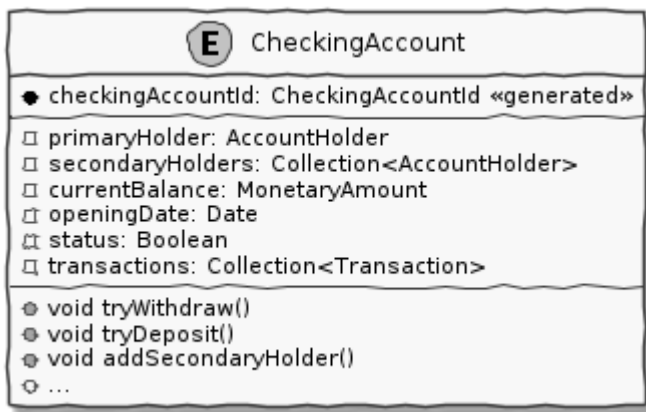 E CheckingAccount
checkingAccountId: CheckingAccountId «generated»
primaryHolder: AccountHolder
secondaryHolders: Collection<AccountHolder>
currentBalance: MonetaryAmount
openingDate: Date
status: Boolean
transactions: Collection<Transaction>
void tryWithdraw()
void tryDeposit()
void addSecondaryHolder()
...